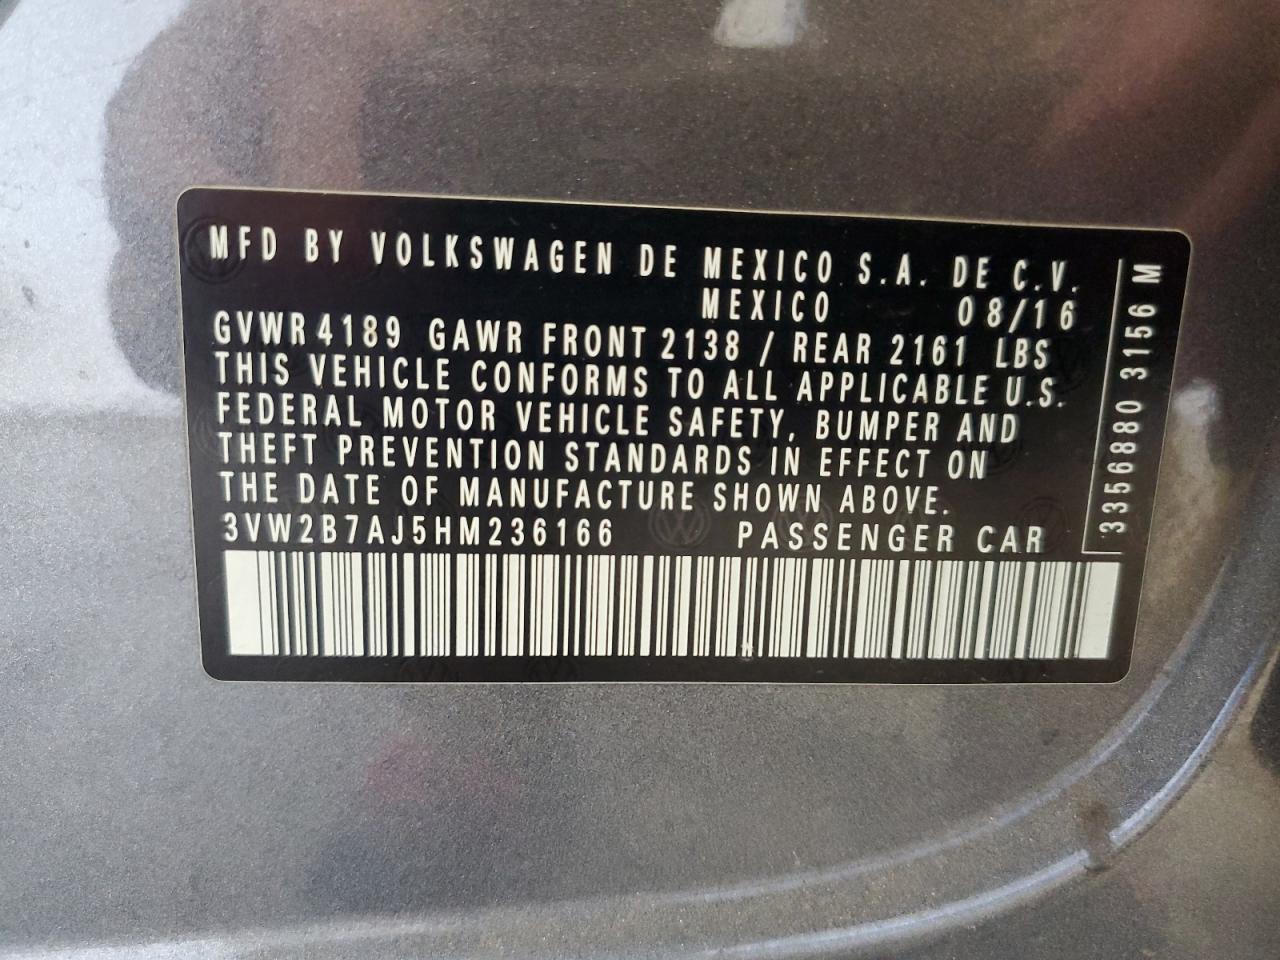 MFD BY VOLKSWAGEN DE MEXICO S.A. DE C.V.
MEXICO 08/16
GVWR 4189 GAWR FRONT 2138 / REAR 2161 LBS
THIS VEHICLE CONFORMS TO ALL APPLICABLE U.S.
FEDERAL MOTOR VEHICLE SAFETY, BUMPER AND
THEFT PREVENTION STANDARDS IN EFFECT ON
THE DATE OF MANUFACTURE SHOWN ABOVE.
3VW2B7AJ5HM236166 PASSENGER CAR
3356880 3156 M